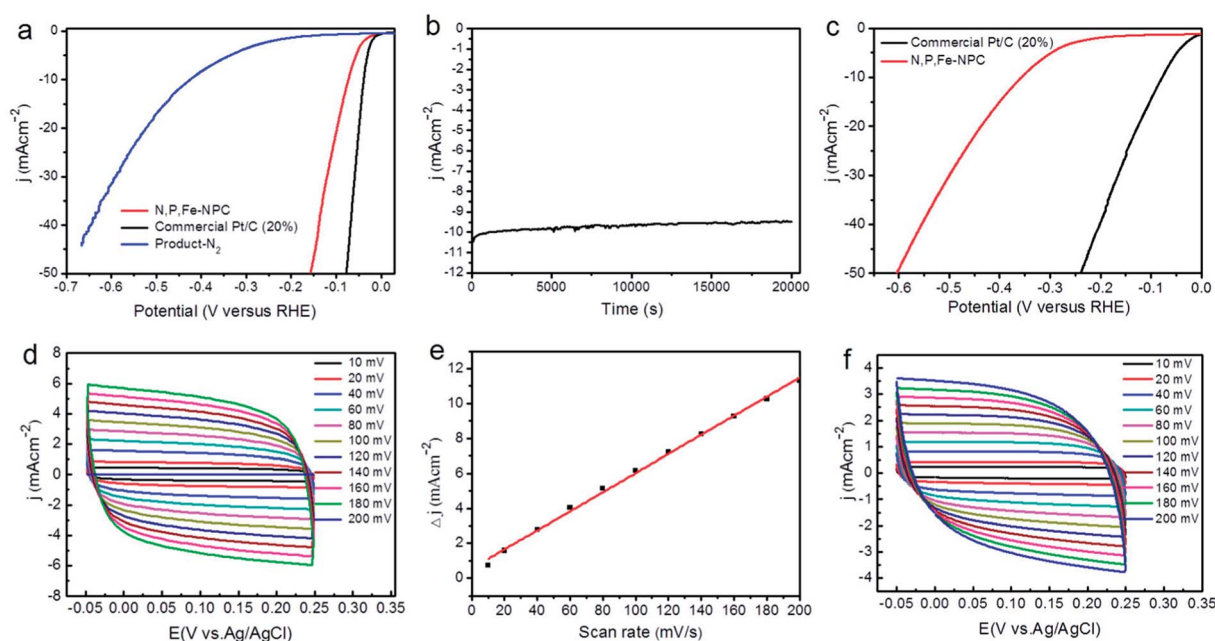 a
0
-10
-20
-30
-40
-50
j (mAcm⁻²)
N,P,Fe-NPC
Commercial Pt/C (20%)
Product-N₂
-0.7 -0.6 -0.5 -0.4 -0.3 -0.2 -0.1 0.0
Potential (V versus RHE)
b
0
-1
-2
-3
-4
-5
-6
-7
-8
-9
-10
-11
-12
j (mAcm⁻²)
0 5000 10000 15000 20000
Time (s)
c
0
-10
-20
-30
-40
-50
j (mAcm⁻²)
Commercial Pt/C (20%)
N,P,Fe-NPC
-0.6 -0.5 -0.4 -0.3 -0.2 -0.1 0.0
Potential (V versus RHE)
d
8
6
4
2
0
-2
-4
-6
-8
j (mAcm⁻²)
10 mV
20 mV
40 mV
60 mV
80 mV
100 mV
120 mV
140 mV
160 mV
180 mV
200 mV
-0.05 0.00 0.05 0.10 0.15 0.20 0.25 0.30 0.35
E(V vs.Ag/AgCl)
e
12
10
8
6
4
2
0
△j (mAcm⁻²)
0 20 40 60 80 100 120 140 160 180 200
Scan rate (mV/s)
f
4
3
2
1
0
-1
-2
-3
-4
j (mAcm⁻²)
10 mV
20 mV
40 mV
60 mV
80 mV
100 mV
120 mV
140 mV
160 mV
180 mV
200 mV
-0.05 0.00 0.05 0.10 0.15 0.20 0.25 0.30 0.35
E(V vs.Ag/AgCl)